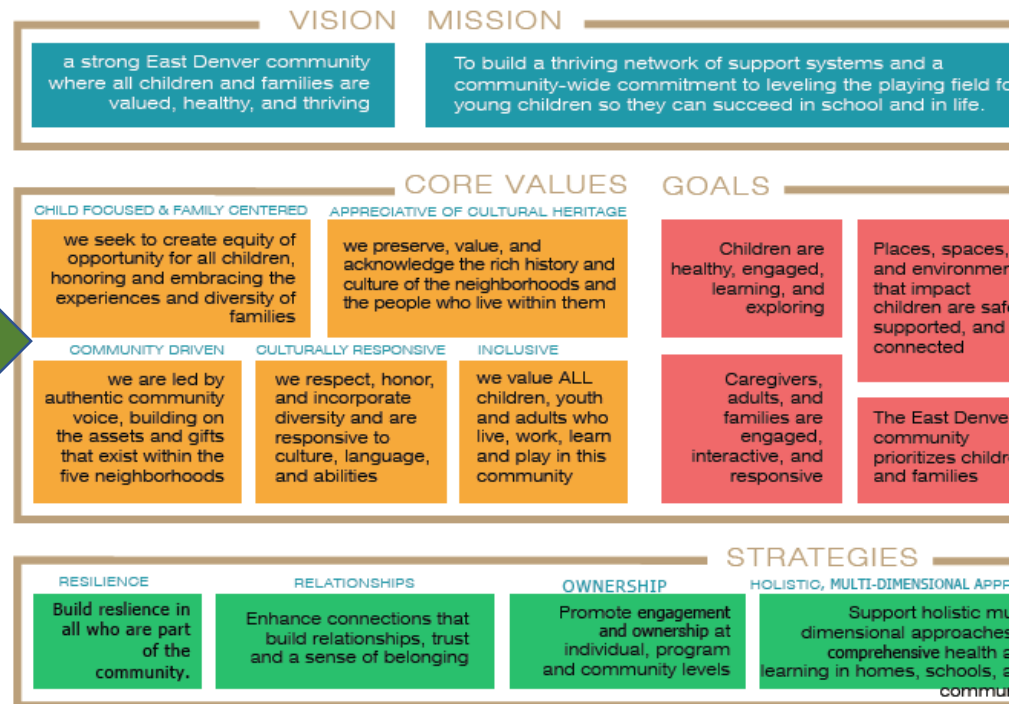 VISION
a strong East Denver community
where all children and families are
valued, healthy, and thriving
MISSION
To build a thriving network of support systems and a
community-wide commitment to leveling the playing field
young children so they can succeed in school and in life.
CORE VALUES
CHILD FOCUSED & FAMILY CENTERED
we seek to create equity of
opportunity for all children,
honoring and embracing the
experiences and diversity of
families
APPRECIATIVE OF CULTURAL HERITAGE
we preserve, value, and
acknowledge the rich history and
culture of the neighborhoods and
the people who live within them
COMMUNITY DRIVEN
we are led by
authentic community
voice, building on
the assets and gifts
that exist within the
five neighborhoods
CULTURALLY RESPONSIVE
we respect, honor,
and incorporate
diversity and are
responsive to
culture, language,
and abilities
INCLUSIVE
we value ALL
children, youth
and adults who
live, work, learn
and play in this
community
GOALS
Children are
healthy, engaged,
learning, and
exploring
Places, spaces,
and
that impact
children are
supported, and
connected
Caregivers,
adults, and
families are
engaged,
interactive, and
responsive
The East
community
prioritizes
and families
STRATEGIES
RESILIENCE
Build reslience in
all who are part
of the
community.
RELATIONSHIPS
Enhance connections that
build relationships, trust
and a sense of belonging
OWNERSHIP
Promote engagement
and ownership at
individual, program
and community levels
HOLISTIC, MULTI-DIMENSIONAL
Support holistic
dimensional approaches
comprehensive health
learning in homes, schools,